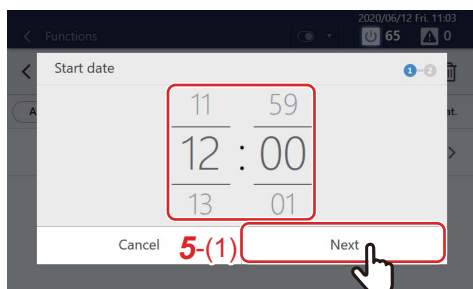 2020/06/12 Fri. 11:03
Functions
65
0
Start date
1-2
A
at.
11 59
12 : 00
13 01
Cancel
5-(1)
Next